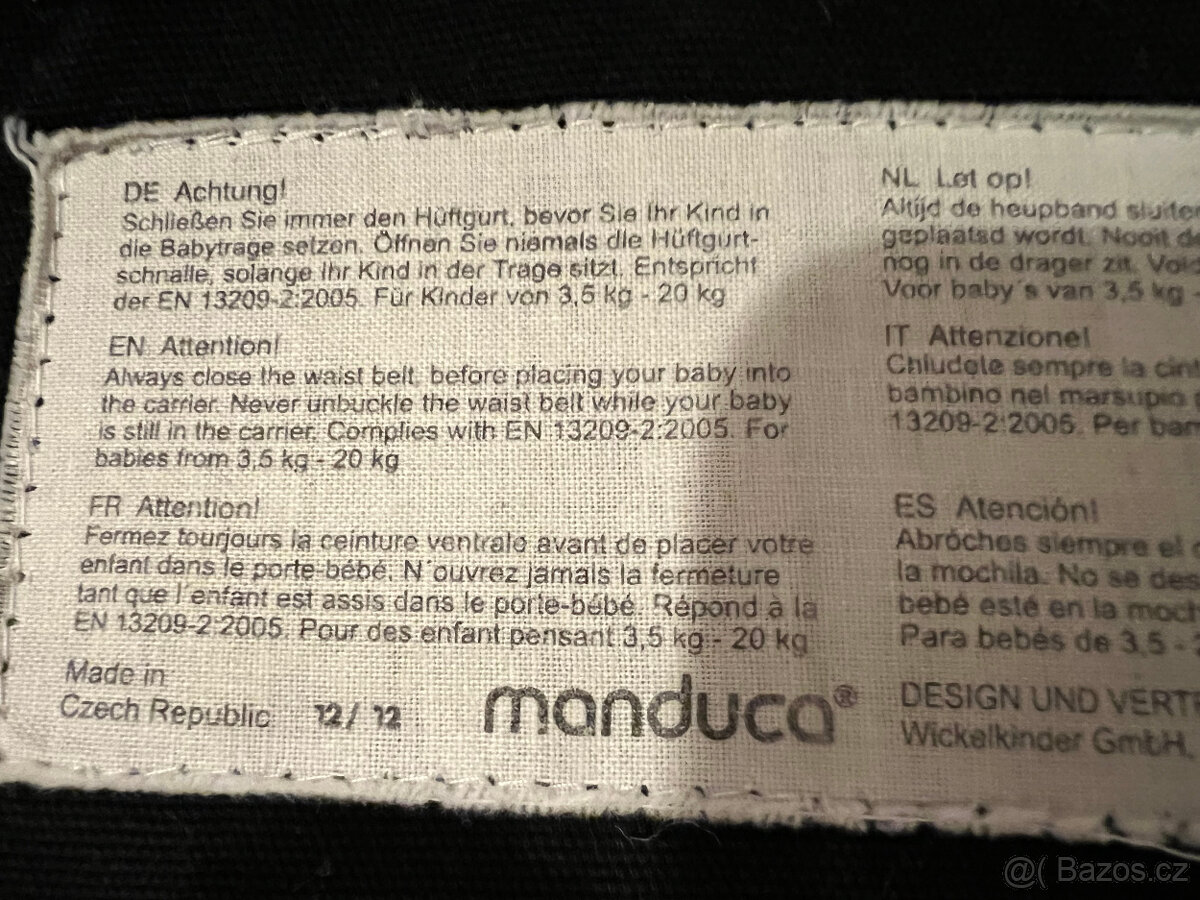 DE Achtung!
Schließen Sie immer den Hüftgurt, bevor Sie Ihr Kind in
die Babytrage setzen. Öffnen Sie niemals die Hüftgurt-
schnalle, solange Ihr Kind in der Trage sitzt. Entspricht
der EN 13209-2:2005. Für Kinder von 3,5 kg - 20 kg
EN Attention!
Always close the waist belt, before placing your baby into
the carrier. Never unbuckle the waist belt while your baby
is still in the carrier. Complies with EN 13209-2:2005. For
babies from 3,5 kg - 20 kg
FR Attention!
Fermez tourjours la ceinture ventrale avant de placer votre
enfant dans le porte-bébé. N´ouvrez jamais la fermeture
tant que l´enfant est assis dans le porte-bébé. Répond à la
EN 13209-2:2005. Pour des enfant pensant 3,5 kg - 20 kg
Made in
Czech Republic 12/ 12
manduca®
NL Let op!
Altijd de heupband sluiten
geplaatsd wordt. Nooit de
nog in de drager zit.
Voor baby´s van 3,5 kg -
IT Attenzione!
Chiudete sempre la cint
bambino nel marsupio
13209-2:2005. Per bam
ES Atención!
Abróches siempre el
la mochila. No se des
bebé esté en la moch
Para bebés de 3,5 -
DESIGN UND VERT
Wickelkinder GmbH,
@( Bazos.cz